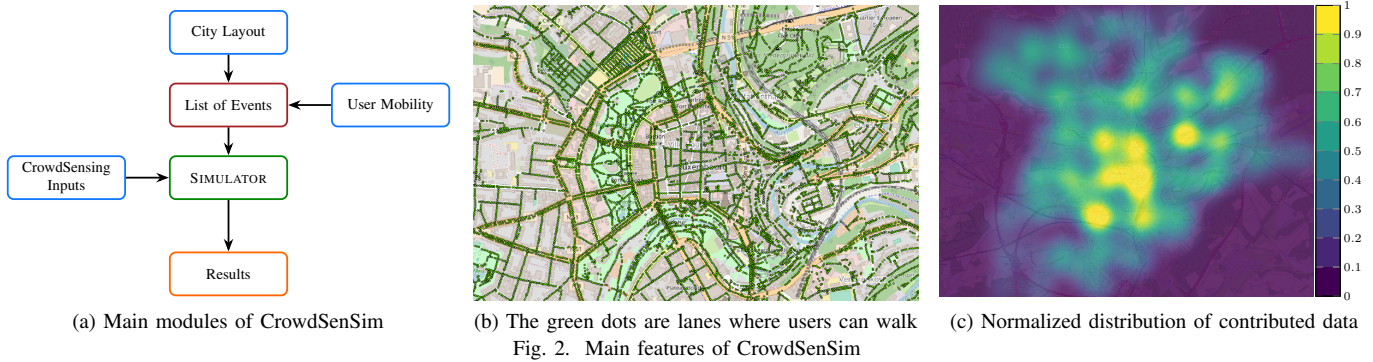 City Layout
List of Events
User Mobility
CrowdSensing
Inputs
SIMULATOR
Results
(a) Main modules of CrowdSenSim
(b) The green dots are lanes where users can walk
1
0.9
0.8
0.7
0.6
0.5
0.4
0.3
0.2
0.1
0
(c) Normalized distribution of contributed data
Fig. 2. Main features of CrowdSenSim